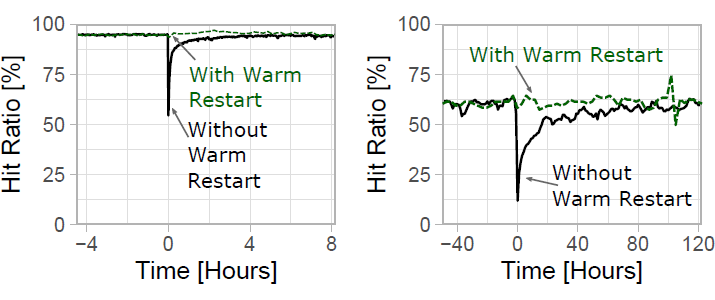 100
75
50
25
0
Hit Ratio [%]
With Warm
Restart
Without
Warm
Restart
−4
0
4
8
Time [Hours]
100
75
50
25
0
Hit Ratio [%]
With Warm Restart
Without
Warm Restart
−40
0
40
80
120
Time [Hours]